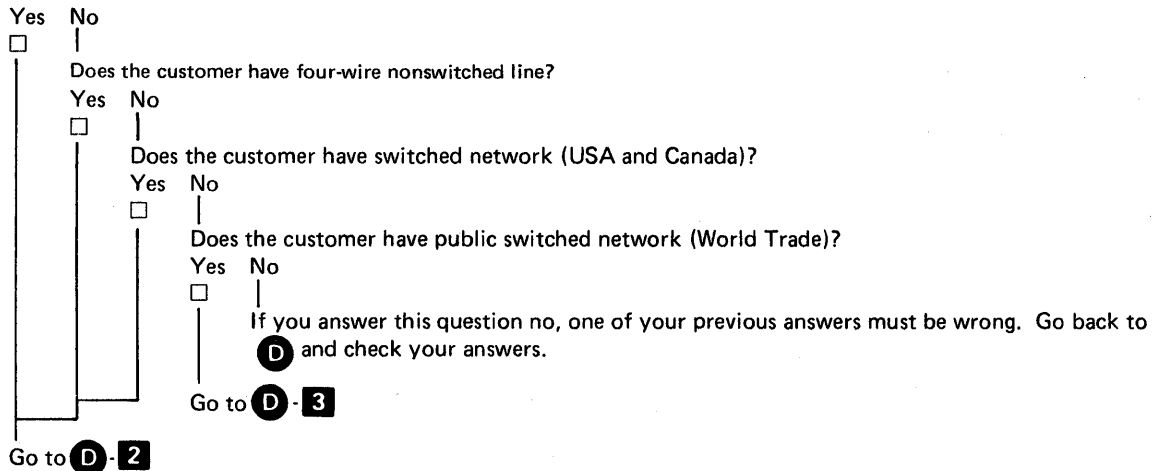 Yes No
Does the customer have four-wire nonswitched line?
Yes No
Does the customer have switched network (USA and Canada)?
Yes No
Does the customer have public switched network (World Trade)?
Yes No
If you answer this question no, one of your previous answers must be wrong. Go back to
D and check your answers.
Go to D - 3
Go to D - 2